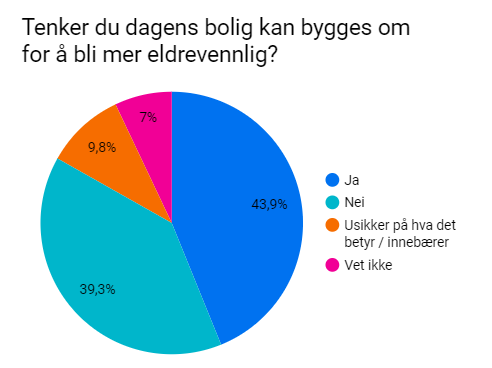 Tenker du dagens bolig kan bygges om
for å bli mer eldrevennlig?
7%
9,8%
43,9%
39,3%
Ja
Nei
Usikker på hva det
betyr / innebærer
Vet ikke